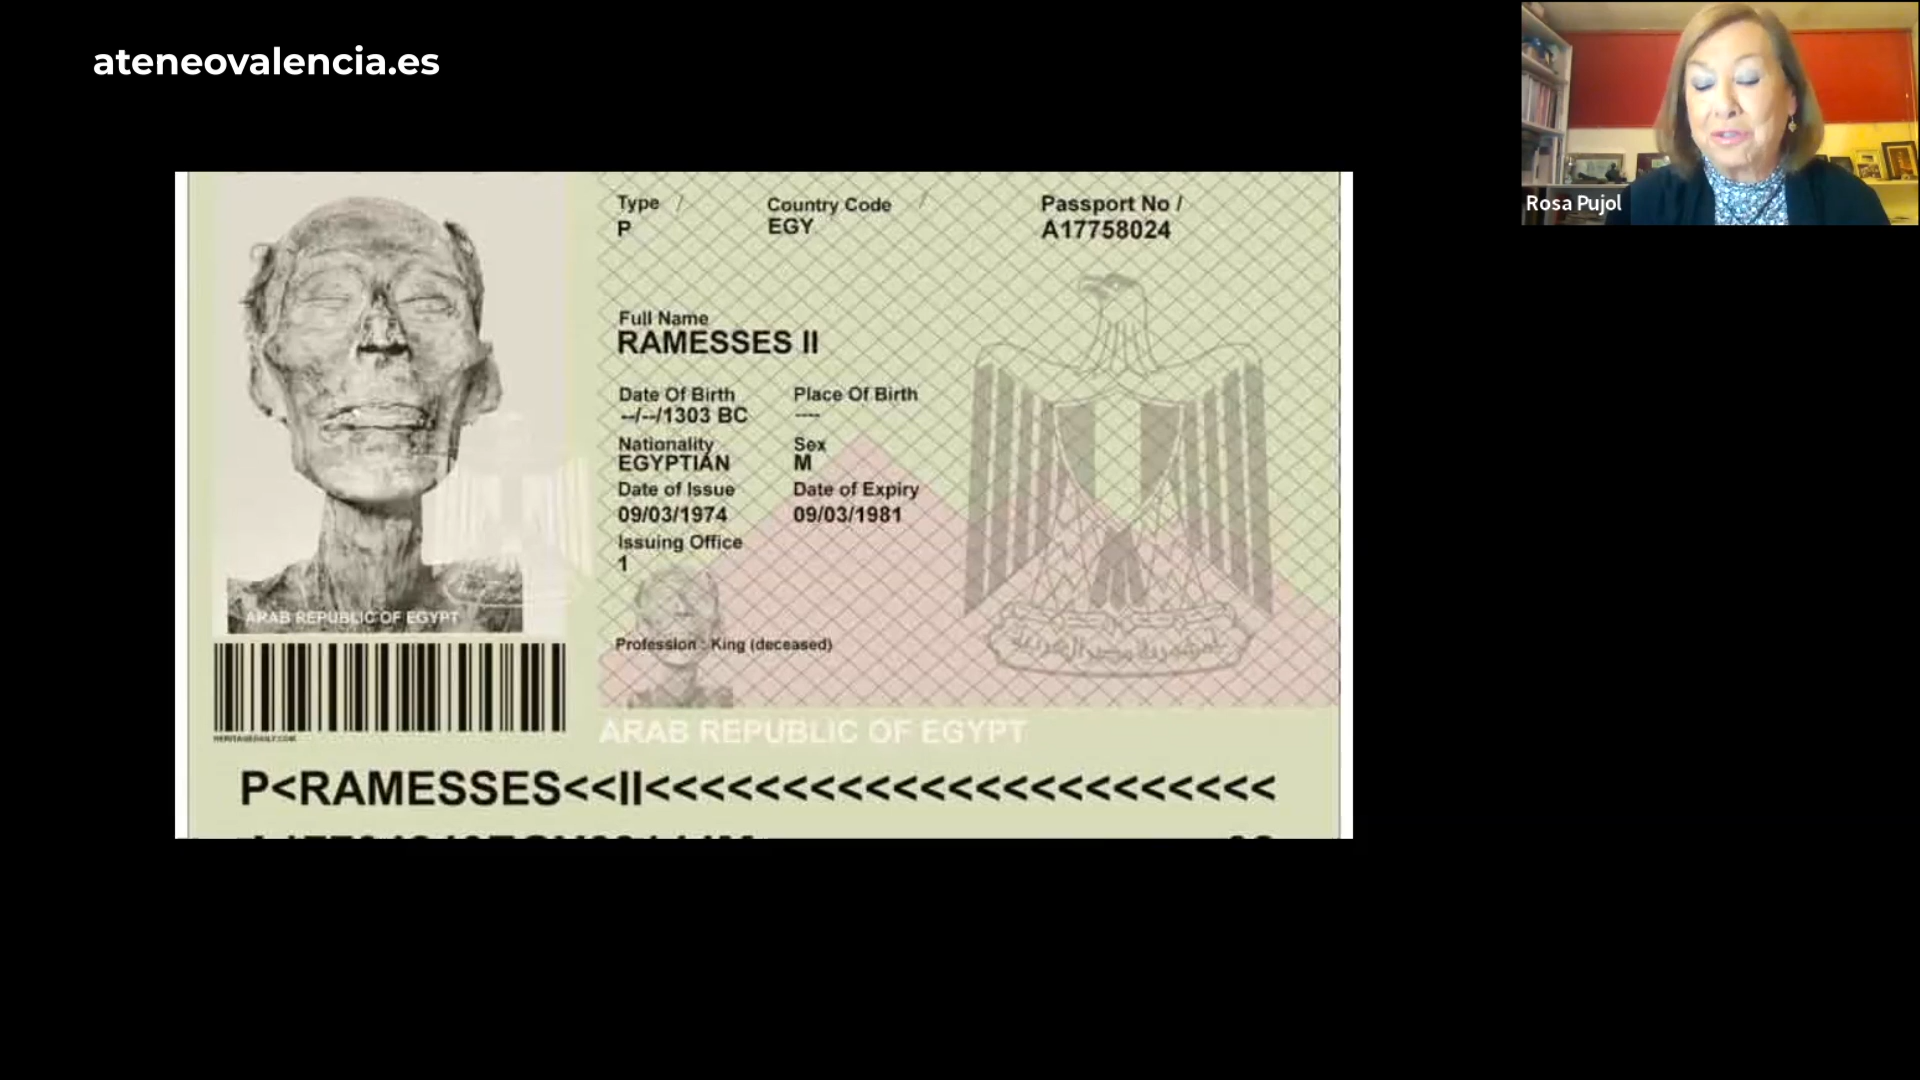 ateneovalencia.es
Rosa Pujol
Type /
Country Code /
Passport No /
P
EGY
A17758024
Full Name
RAMESSES II
Date Of Birth
Place Of Birth
--/--/1303 BC
----
Nationality
Sex
EGYPTIAN
M
Date of Issue
Date of Expiry
09/03/1974
09/03/1981
Issuing Office
1
ARAB REPUBLIC OF EGYPT
Profession : King (deceased)
HERITAGEDAILY.COM
ARAB REPUBLIC OF EGYPT
P<RAMESSES<<II<<<<<<<<<<<<<<<<<<<<<<<<<<<